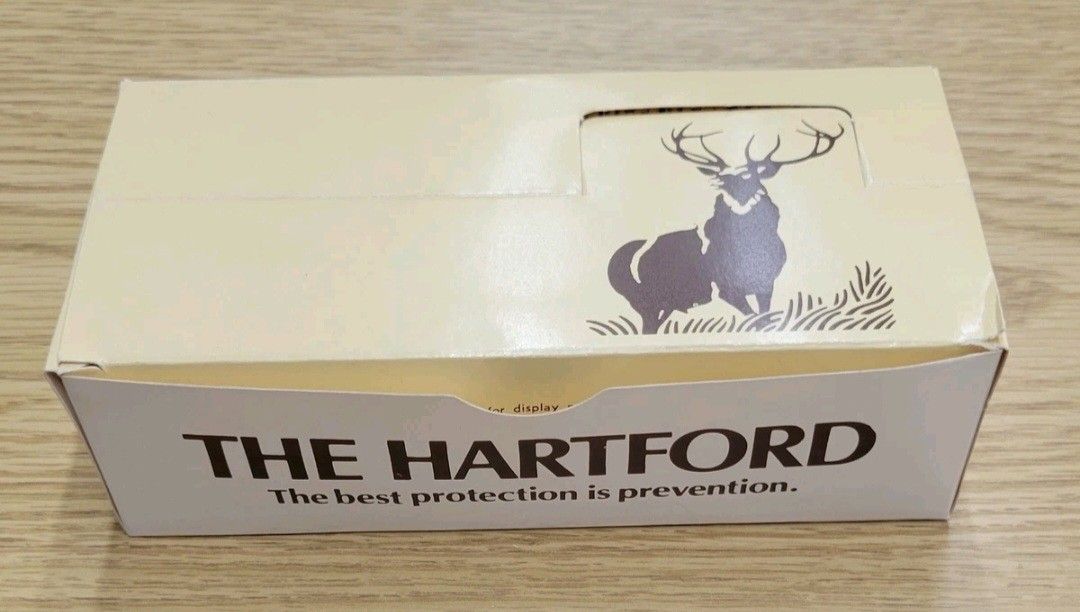 for display
THE HARTFORD
The best protection is prevention.